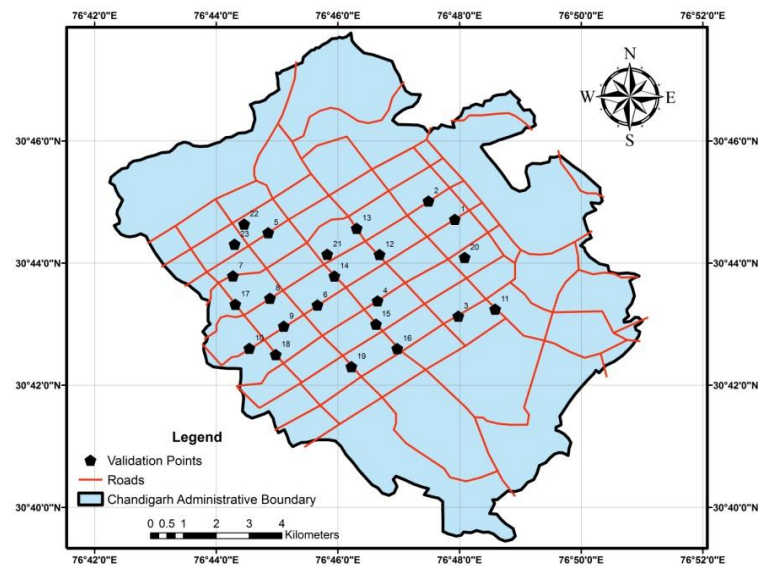 76°42'0"E 76°44'0"E 76°46'0"E 76°48'0"E 76°50'0"E 76°52'0"E
N
W E
S
30°46'0"N 30°46'0"N
2
1
22
5
13
23
21
12
20
30°44'0"N 30°44'0"N
7
14
8
4
17
6
11
3
9
15
10
16
18
19
30°42'0"N 30°42'0"N
Legend
Validation Points
Roads
Chandigarh Administrative Boundary
30°40'0"N 30°40'0"N
0 0.5 1 2 3 4
Kilometers
76°42'0"E 76°44'0"E 76°46'0"E 76°48'0"E 76°50'0"E 76°52'0"E